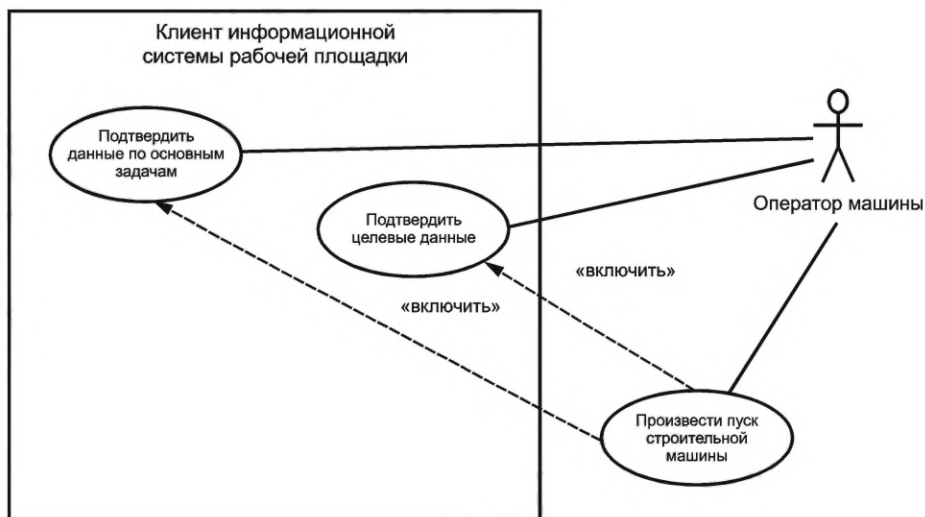 Клиент информационной
системы рабочей площадки
Подтвердить
данные по основным
задачам
Подтвердить
целевые данные
Оператор машины
«включить»
«включить»
Произвести пуск
строительной
машины